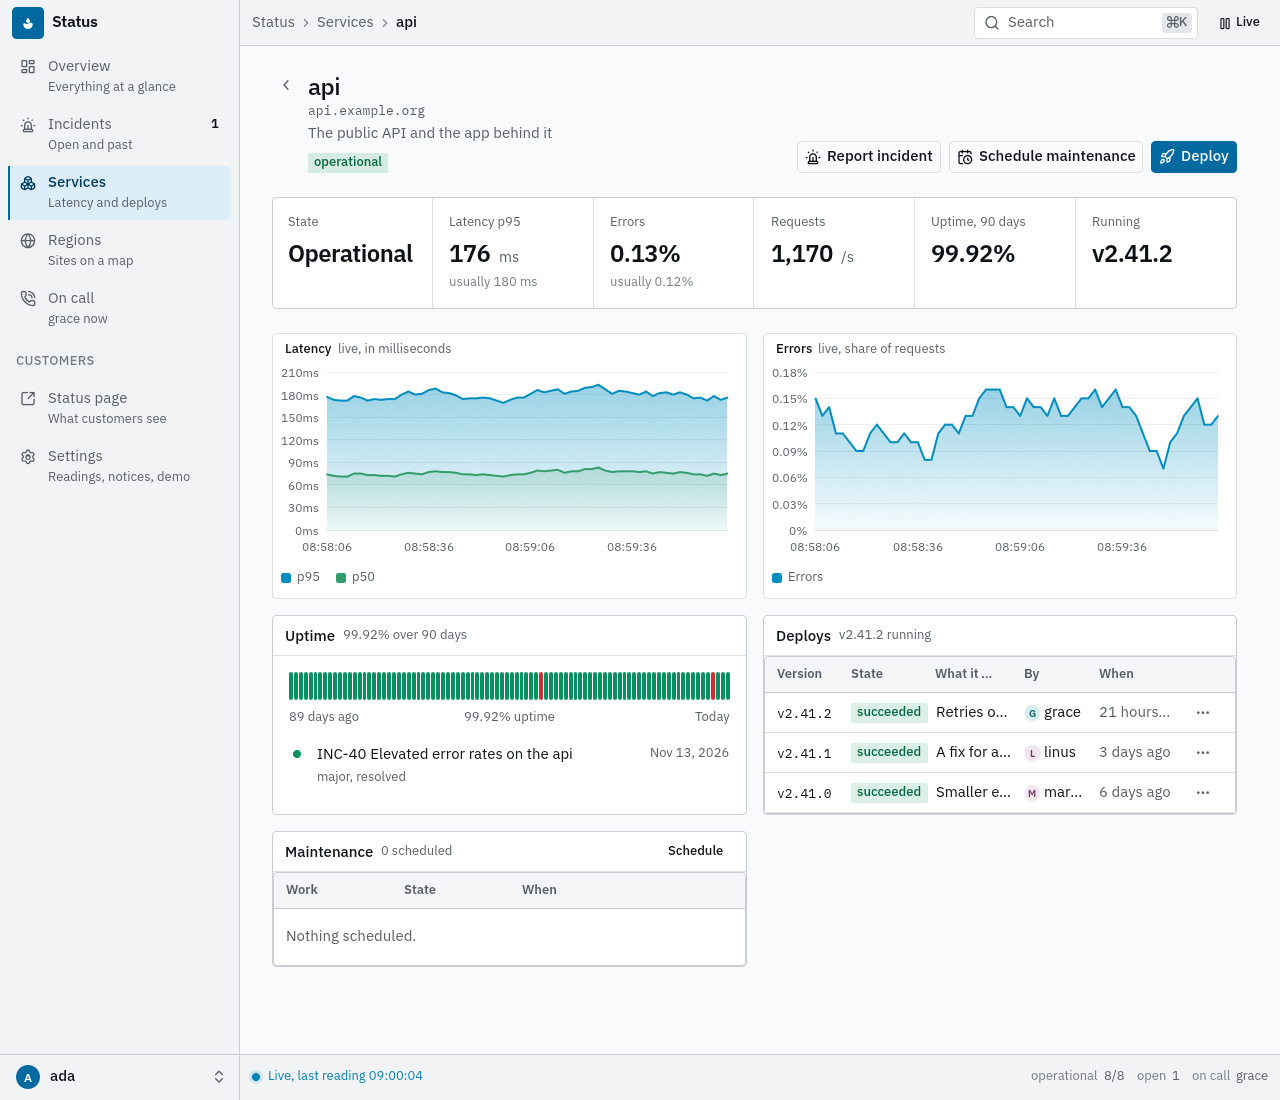 Status
Overview
Everything at a glance
Incidents 1
Open and past
Services
Latency and deploys
Regions
Sites on a map
On call
grace now
CUSTOMERS
Status page
What customers see
Settings
Readings, notices, demo
A ada
Status > Services > api
Search ⌘K
Live
api
api.example.org
The public API and the app behind it
operational
Report incident
Schedule maintenance
Deploy
State
Operational
Latency p95
176 ms
usually 180 ms
Errors
0.13%
usually 0.12%
Requests
1,170 /s
Uptime, 90 days
99.92%
Running
v2.41.2
Latency live, in milliseconds
210ms
180ms
150ms
120ms
90ms
60ms
30ms
0ms
08:58:06 08:58:36 08:59:06 08:59:36
p95 p50
Errors live, share of requests
0.18%
0.15%
0.12%
0.09%
0.06%
0.03%
0%
08:58:06 08:58:36 08:59:06 08:59:36
Errors
Uptime 99.92% over 90 days
89 days ago 99.92% uptime Today
INC-40 Elevated error rates on the api Nov 13, 2026
major, resolved
Deploys v2.41.2 running
Version State What it ... By When
v2.41.2 succeeded Retries o... G grace 21 hours...
v2.41.1 succeeded A fix for a... L linus 3 days ago
v2.41.0 succeeded Smaller e... M mar... 6 days ago
Maintenance 0 scheduled Schedule
Work State When
Nothing scheduled.
Live, last reading 09:00:04
operational 8/8 open 1 on call grace